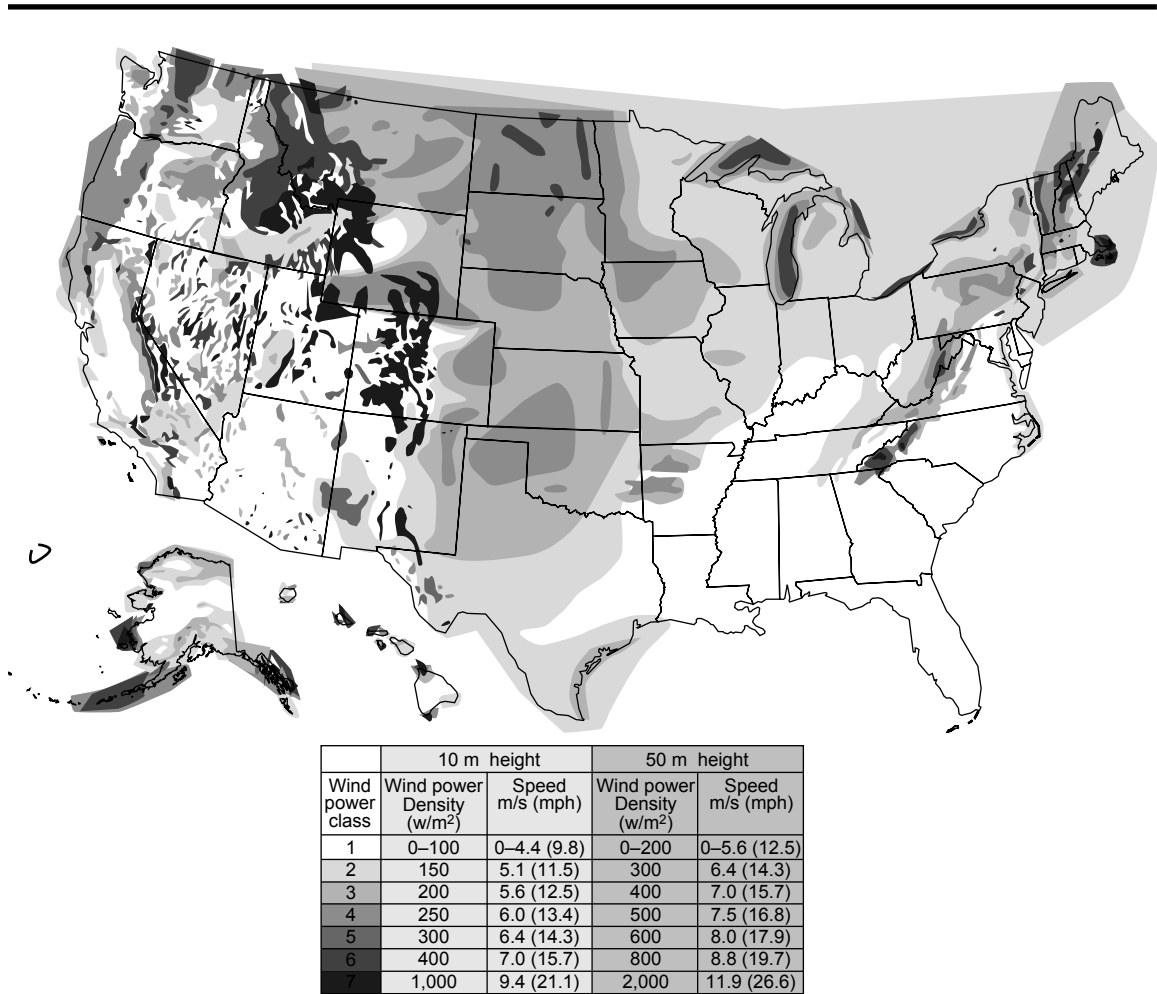 10 m height 50 m height
Wind power class Wind power Density (w/m²) Speed m/s (mph) Wind power Density (w/m²) Speed m/s (mph)
1 0–100 0–4.4 (9.8) 0–200 0–5.6 (12.5)
2 150 5.1 (11.5) 300 6.4 (14.3)
3 200 5.6 (12.5) 400 7.0 (15.7)
4 250 6.0 (13.4) 500 7.5 (16.8)
5 300 6.4 (14.3) 600 8.0 (17.9)
6 400 7.0 (15.7) 800 8.8 (19.7)
7 1,000 9.4 (21.1) 2,000 11.9 (26.6)